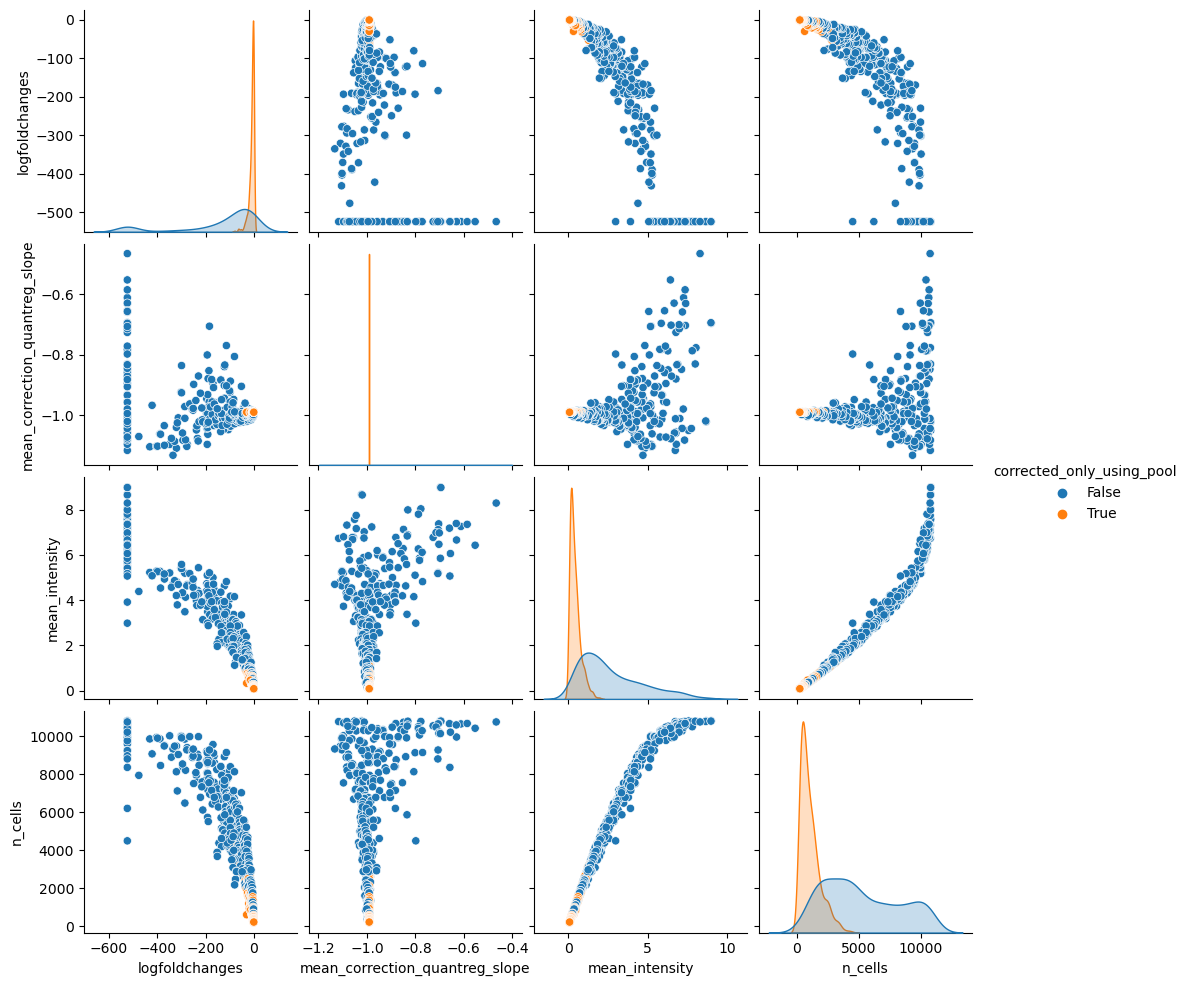 logfoldchanges
0
−100
−200
−300
−400
−500
mean_correction_quantreg_slope
−0.6
−0.8
−1.0
mean_intensity
8
6
4
2
0
n_cells
10000
8000
6000
4000
2000
0
−600 −400 −200 0
−1.2 −1.0 −0.8 −0.6 −0.4
0 5 10
0 5000 10000
logfoldchanges
mean_correction_quantreg_slope
mean_intensity
n_cells
corrected_only_using_pool
False
True